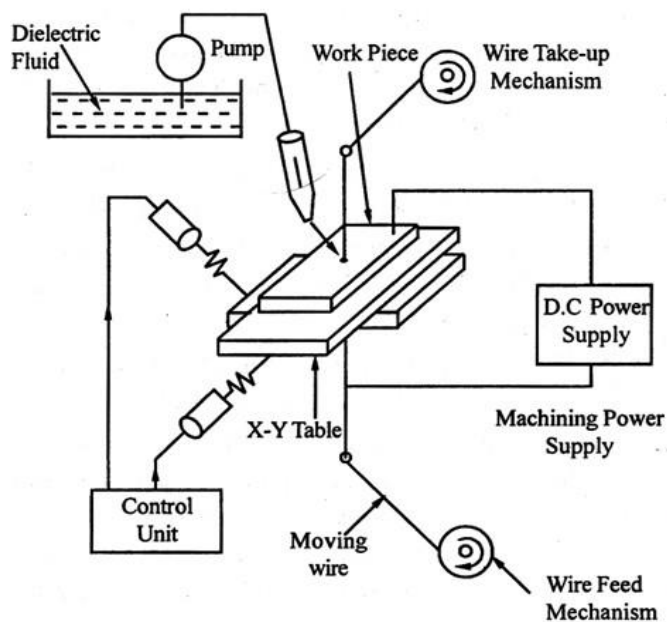 Dielectric
Fluid
Pump
Work Piece
Wire Take-up
Mechanism
D.C Power
Supply
X-Y Table
Machining Power
Supply
Control
Unit
Moving
wire
Wire Feed
Mechanism